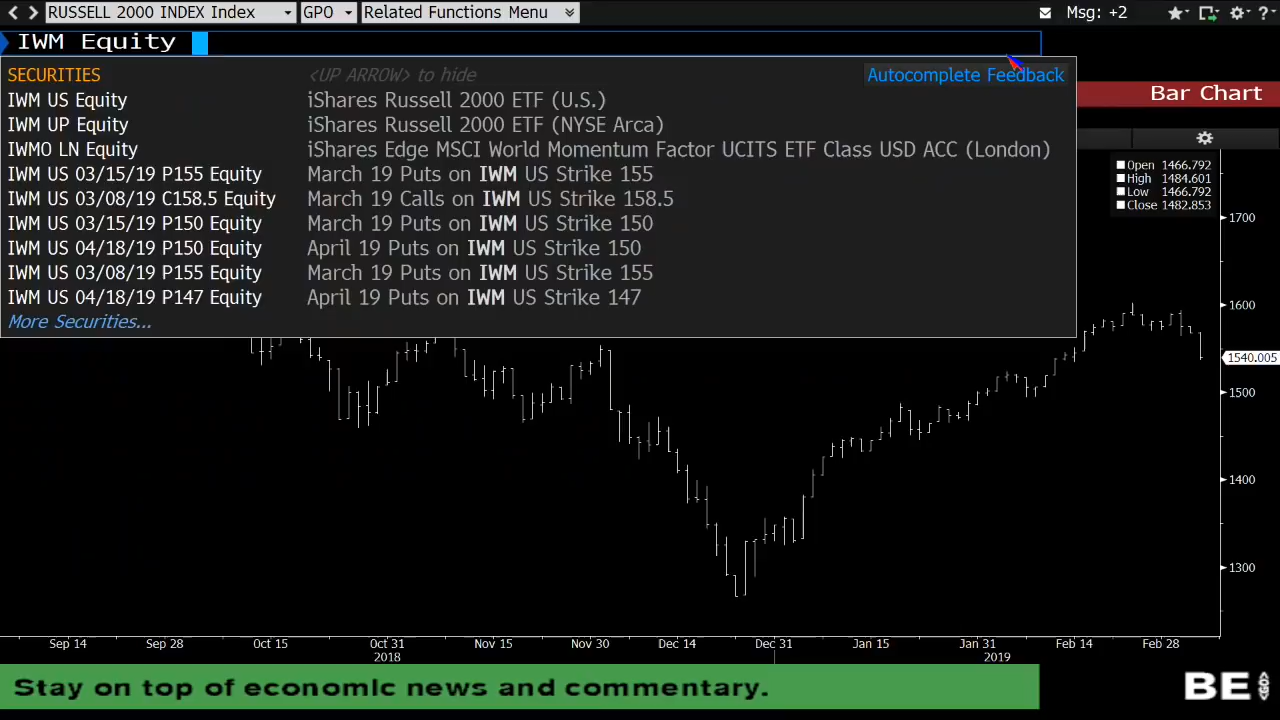 RUSSELL 2000 INDEX Index GPO Related Functions Menu Msg: +2 ?
IWM Equity
SECURITIES <UP ARROW> to hide Autocomplete Feedback
IWM US Equity iShares Russell 2000 ETF (U.S.)
IWM UP Equity iShares Russell 2000 ETF (NYSE Arca)
IWMO LN Equity iShares Edge MSCI World Momentum Factor UCITS ETF Class USD ACC (London)
IWM US 03/15/19 P155 Equity March 19 Puts on IWM US Strike 155
IWM US 03/08/19 C158.5 Equity March 19 Calls on IWM US Strike 158.5
IWM US 03/15/19 P150 Equity March 19 Puts on IWM US Strike 150
IWM US 04/18/19 P150 Equity April 19 Puts on IWM US Strike 150
IWM US 03/08/19 P155 Equity March 19 Puts on IWM US Strike 155
IWM US 04/18/19 P147 Equity April 19 Puts on IWM US Strike 147
More Securities...
Bar Chart
Open 1466.792
High 1484.601
Low 1466.792
Close 1482.853
1700
1600
1540.005
1500
1400
1300
Sep 14 Sep 28 Oct 15 Oct 31 Nov 15 Nov 30 Dec 14 Dec 31 Jan 15 Jan 31 Feb 14 Feb 28
2018 2019
Stay on top of economic news and commentary.
BE